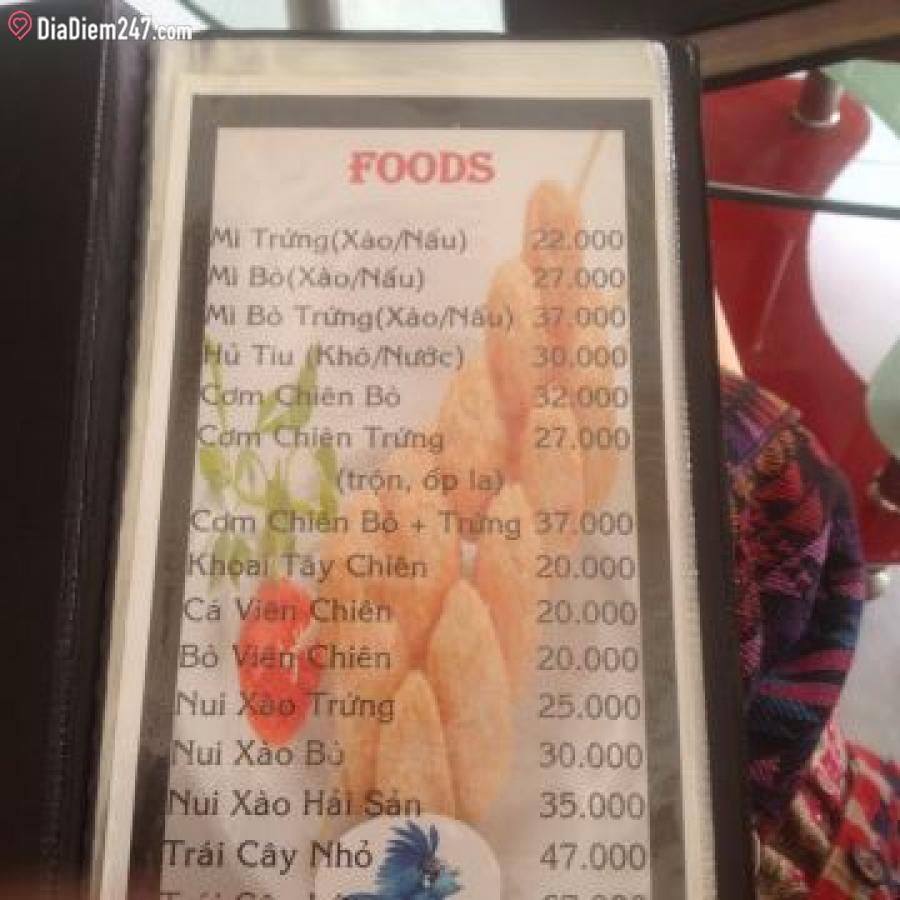 DiaDiem247.com
FOODS
Mì Trứng(Xào/Nấu) 22.000
Mì Bò(Xào/Nấu) 27.000
Mì Bò Trứng(Xào/Nấu) 37.000
Hủ Tiu (Khô/Nước) 30.000
Cơm Chiên Bò 32.000
Cơm Chiên Trứng 27.000
(trộn, ốp la)
Cơm Chiên Bò + Trứng 37.000
Khoai Tây Chiên 20.000
Cá Viên Chiên 20.000
Bò Viên Chiên 20.000
Nui Xào Trứng 25.000
Nui Xào Bò 30.000
Nui Xào Hải Sản 35.000
Trái Cây Nhỏ 47.000